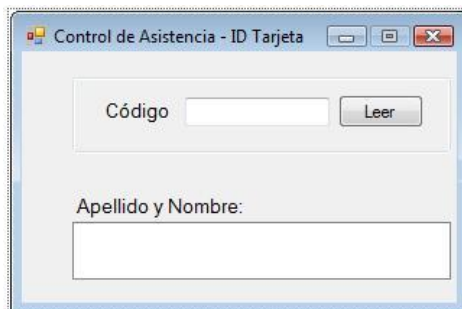 Control de Asistencia - ID Tarjeta
Código
Leer
Apellido y Nombre: